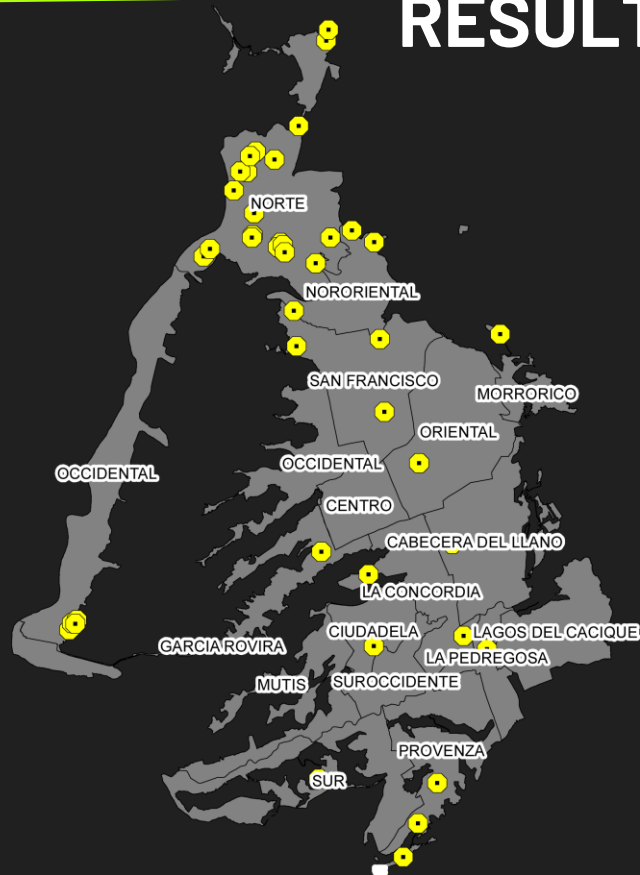 RESULT
NORTE
NORORIENTAL
SAN FRANCISCO
MORRORICO
ORIENTAL
OCCIDENTAL
OCCIDENTAL
CENTRO
CABECERA DEL LLANO
LA CONCORDIA
CIUDADELA
LAGOS DEL CACIQUE
GARCIA ROVIRA
LA PEDREGOSA
MUTIS
SUROCCIDENTE
PROVENZA
SUR